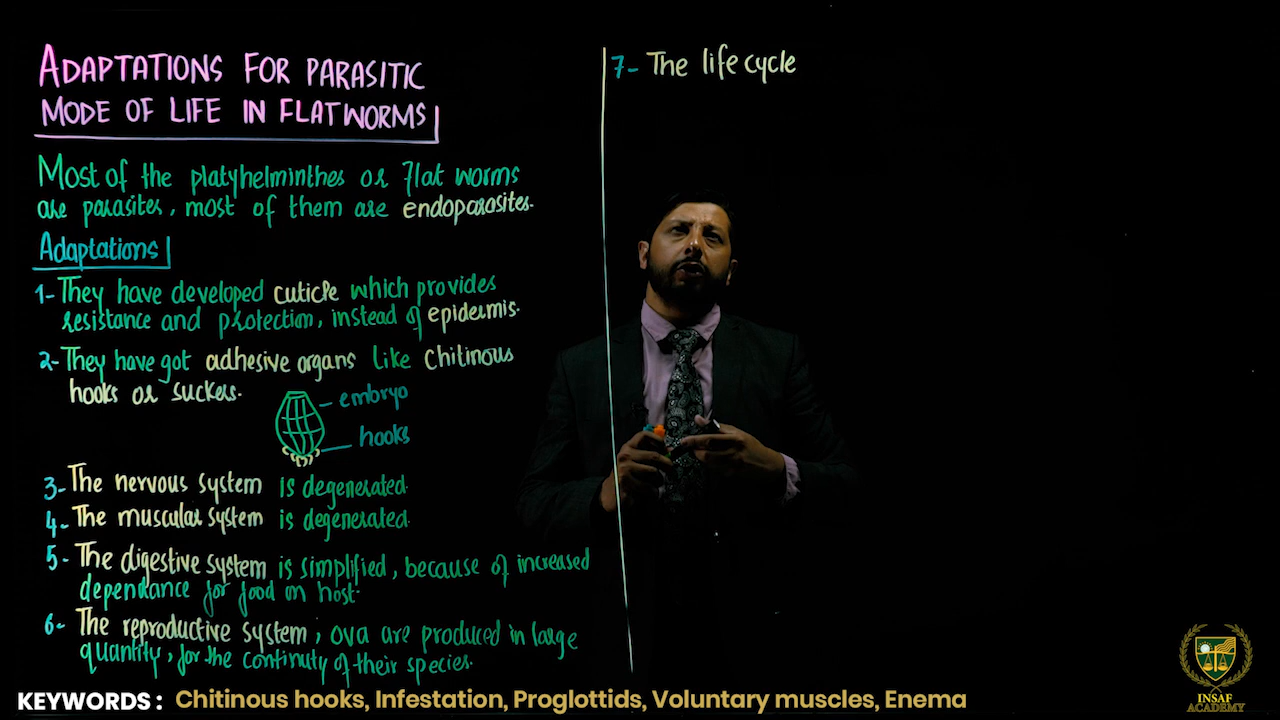 ADAPTATIONS FOR PARASITIC
MODE OF LIFE IN FLATWORMS
Most of the platyhelminthes or flat worms
are parasites, most of them are endoparasites.
Adaptations
1- They have developed cuticle which provides
resistance and protection, instead of epidermis.
2- They have got adhesive organs like chitinous
hooks or suckers.
embryo
hooks
3- The nervous system is degenerated.
4- The muscular system is degenerated.
5- The digestive system is simplified, because of increased
dependance for food on host.
6- The reproductive system; ova are produced in large
quantity, for the continuity of their species.
7- The life cycle
KEYWORDS : Chitinous hooks, Infestation, Proglottids, Voluntary muscles, Enema
INSAF
ACADEMY